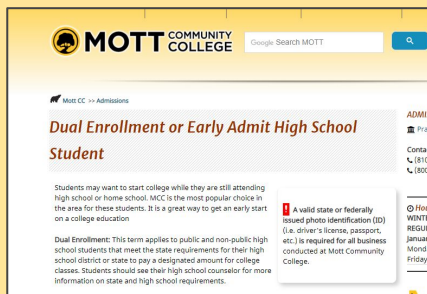 MOTT COMMUNITY
COLLEGE
Google Search MOTT
Mott CC >> Admissions
Dual Enrollment or Early Admit High School
Student
Students may want to start college while they are still attending
high school or home school. MCC is the most popular choice in
the area for these students. It is a great way to get an early start
on a college education
Dual Enrollment: This term applies to public and non-public high
school students that meet the state requirements for their high
school district or state to pay a designated amount for college
classes. Students should see their high school counselor for more
information on state and high school requirements.
! A valid state or federally
issued photo identification (ID)
(i.e. driver's license, passport,
etc.) is required for all business
conducted at Mott Community
College.
ADMI
Pra
Conta
(810
(800
Ho
WINTE
REGU
Januar
Mond
Friday